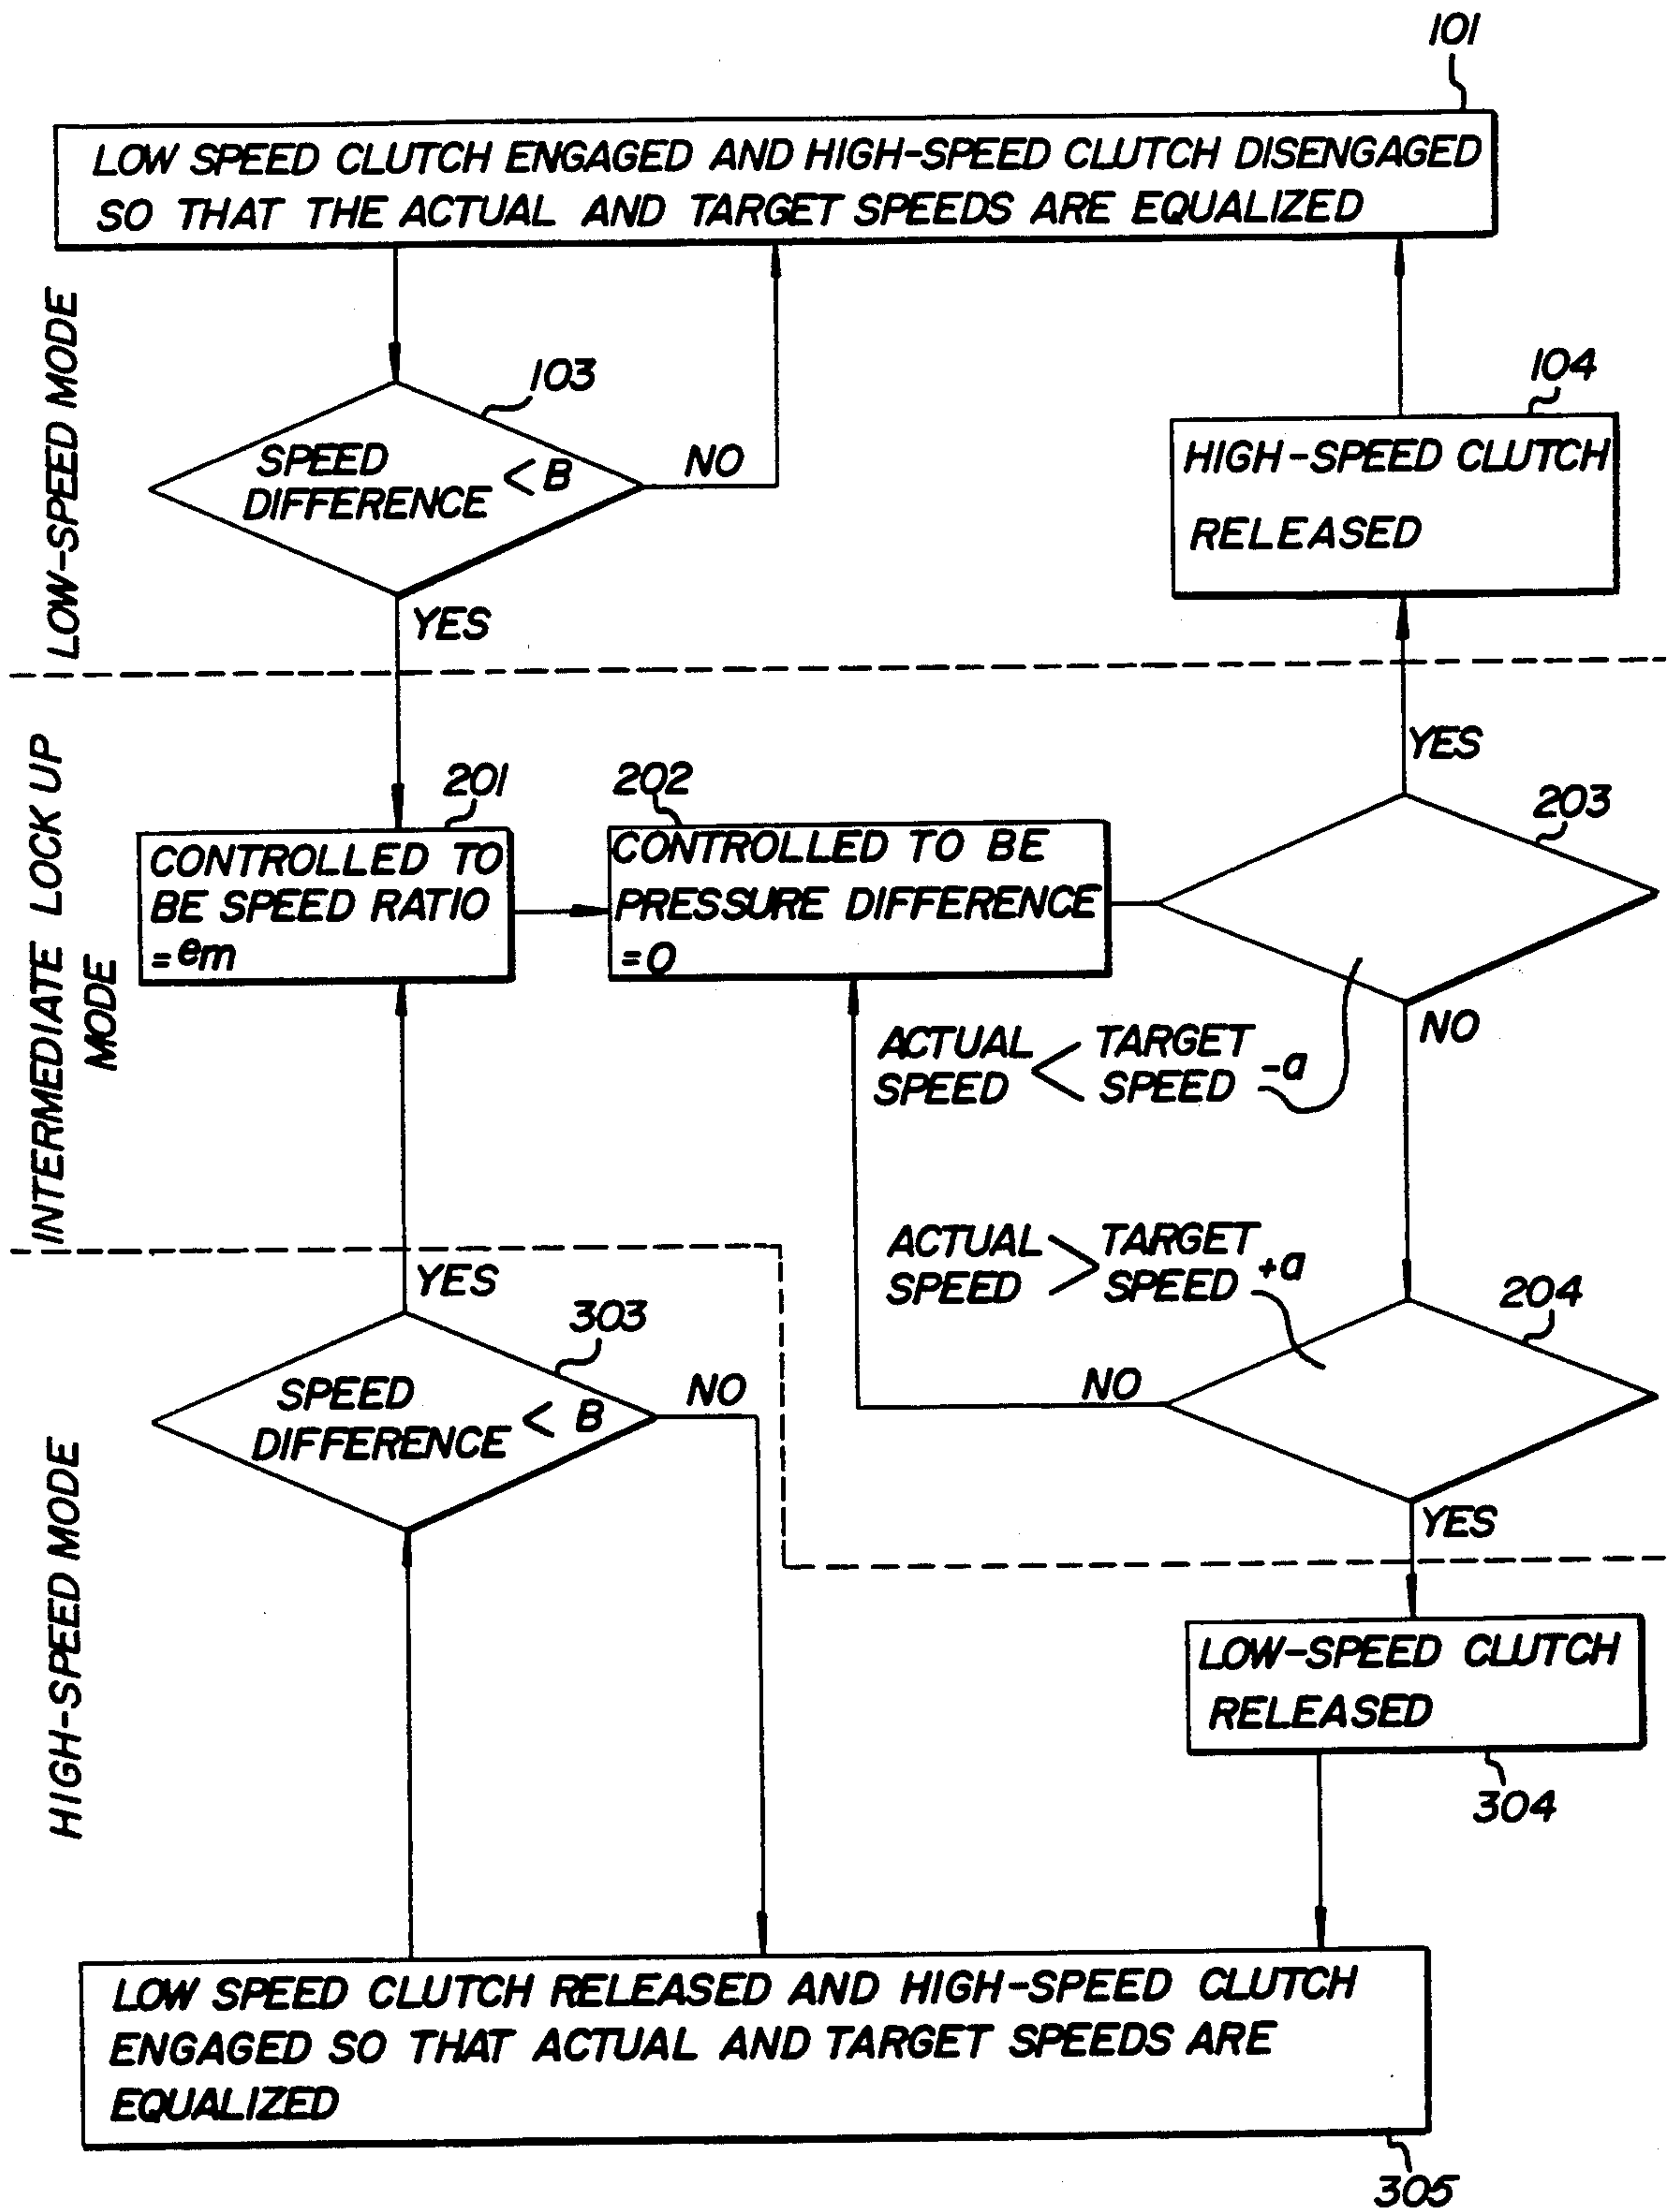 101
LOW SPEED CLUTCH ENGAGED AND HIGH-SPEED CLUTCH DISENGAGED
SO THAT THE ACTUAL AND TARGET SPEEDS ARE EQUALIZED
LOW-SPEED MODE
103
SPEED
DIFFERENCE < B
NO
YES
104
HIGH-SPEED CLUTCH
RELEASED
INTERMEDIATE LOCK UP
MODE
201
CONTROLLED TO
BE SPEED RATIO
= em
202
CONTROLLED TO BE
PRESSURE DIFFERENCE
= 0
YES
203
NO
ACTUAL < TARGET
SPEED SPEED -a
ACTUAL > TARGET
SPEED SPEED +a
204
NO
YES
HIGH-SPEED MODE
YES
303
SPEED
DIFFERENCE < B
NO
LOW-SPEED CLUTCH
RELEASED
304
LOW SPEED CLUTCH RELEASED AND HIGH-SPEED CLUTCH
ENGAGED SO THAT ACTUAL AND TARGET SPEEDS ARE
EQUALIZED
305